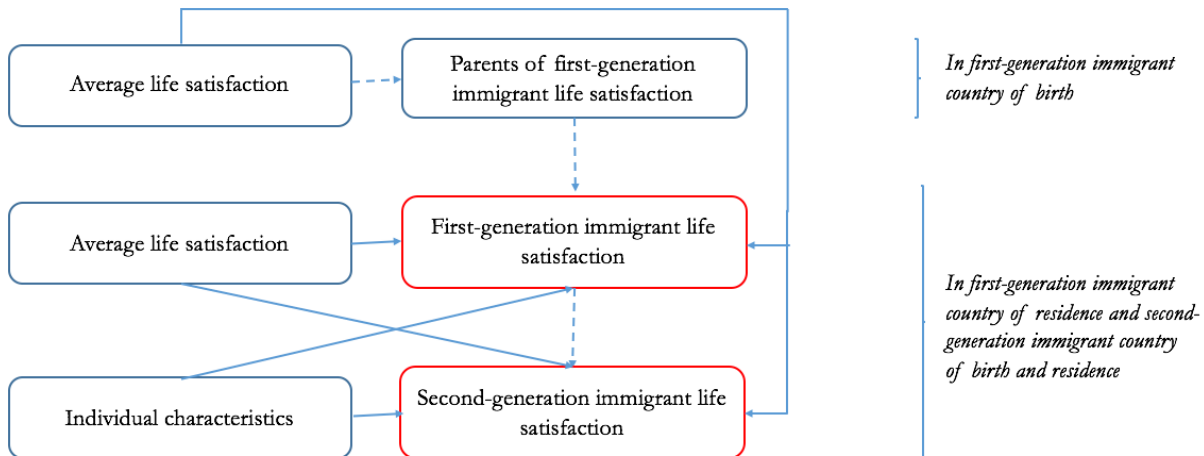 Average life satisfaction
Parents of first-generation
immigrant life satisfaction
In first-generation immigrant
country of birth
Average life satisfaction
First-generation immigrant life
satisfaction
In first-generation immigrant
country of residence and second-
generation immigrant country
of birth and residence
Individual characteristics
Second-generation immigrant life
satisfaction